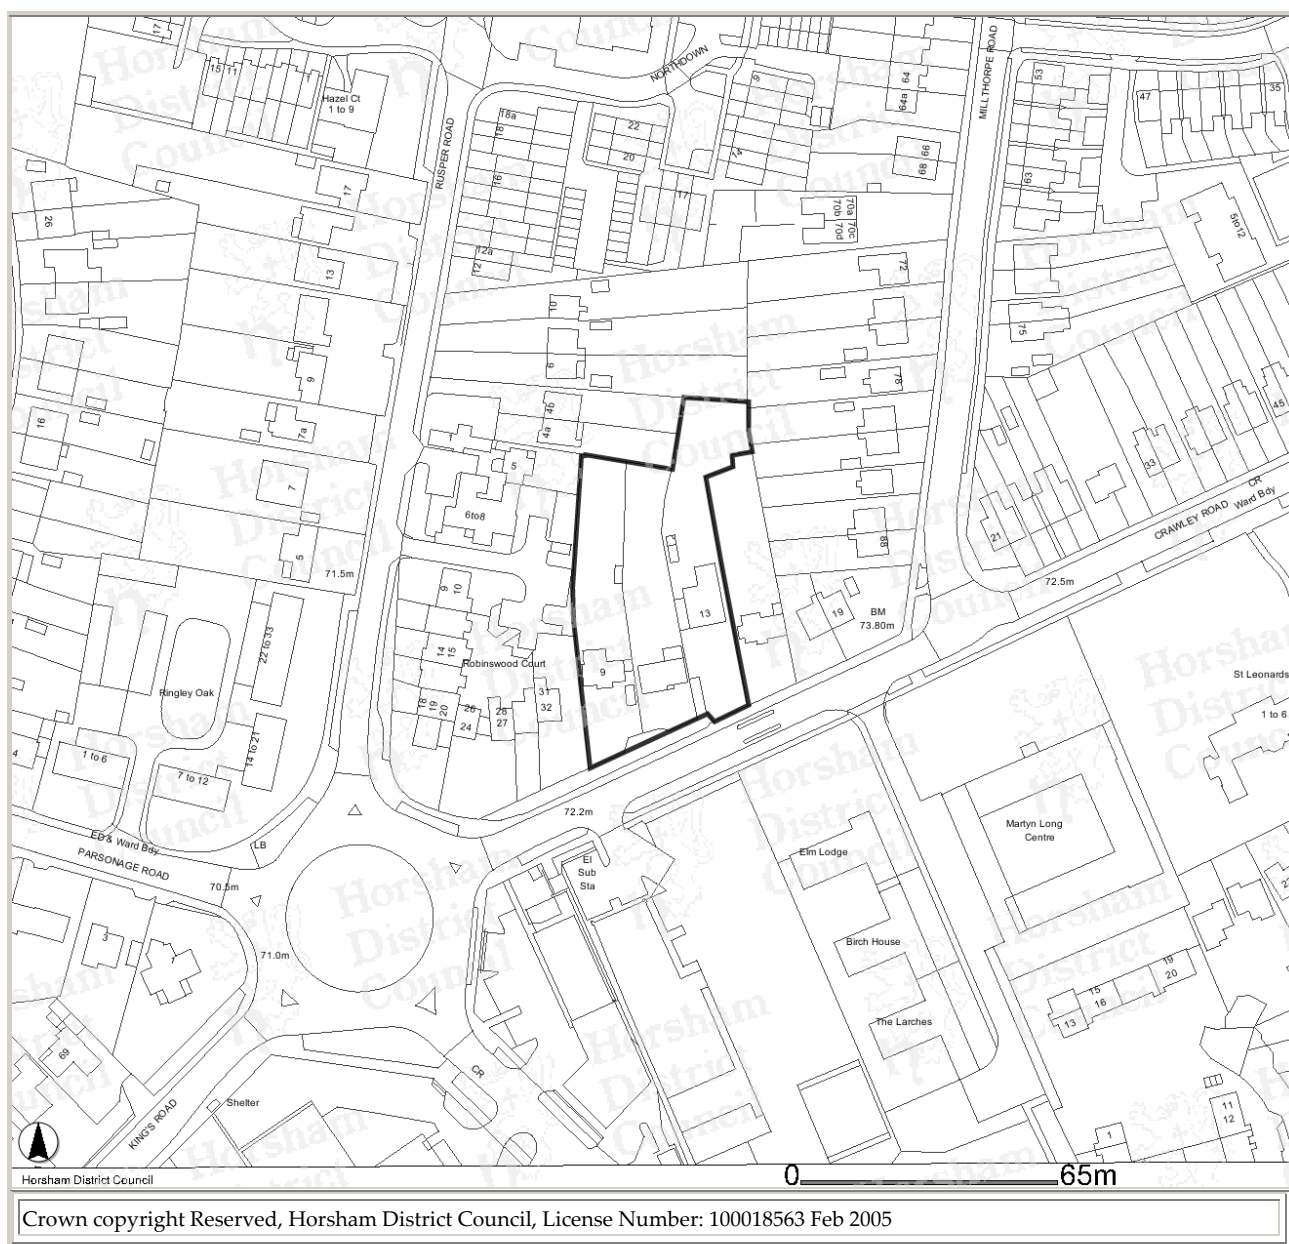 17
15 11
1
Hazel Ct
1 to 9
NORTHDOWN
MILLTHORPE ROAD
RUSPER ROAD
18a
18
22
20
16
17
9
14
64
64a
66
68
53
63
47
35
5to12
17
26
13
12a
12
70a
70b
70c
70d
72
10
6
9
75
78
4b
4a
16
7a
7
5
5
6to8
88
45
33
21
CRAWLEY ROAD
CR
Ward Bdy
71.5m
72.5m
9
10
13
19
BM
73.80m
22 to 33
14
15
Robinswood Court
9
31
32
18
19
20
26
24
28
27
Ringley Oak
14 to 21
1 to 6
7 to 12
4
St Leonards
1 to 6
72.2m
ED & Ward Bdy
PARSONAGE ROAD
LB
70.5m
El
Sub
Sta
Elm Lodge
Martyn Long
Centre
Birch House
The Larches
71.0m
3
1
69
19
20
15
16
13
KING'S ROAD
Shelter
CR
11
12
1
Horsham District Council
0 65m
Crown copyright Reserved, Horsham District Council, License Number: 100018563 Feb 2005